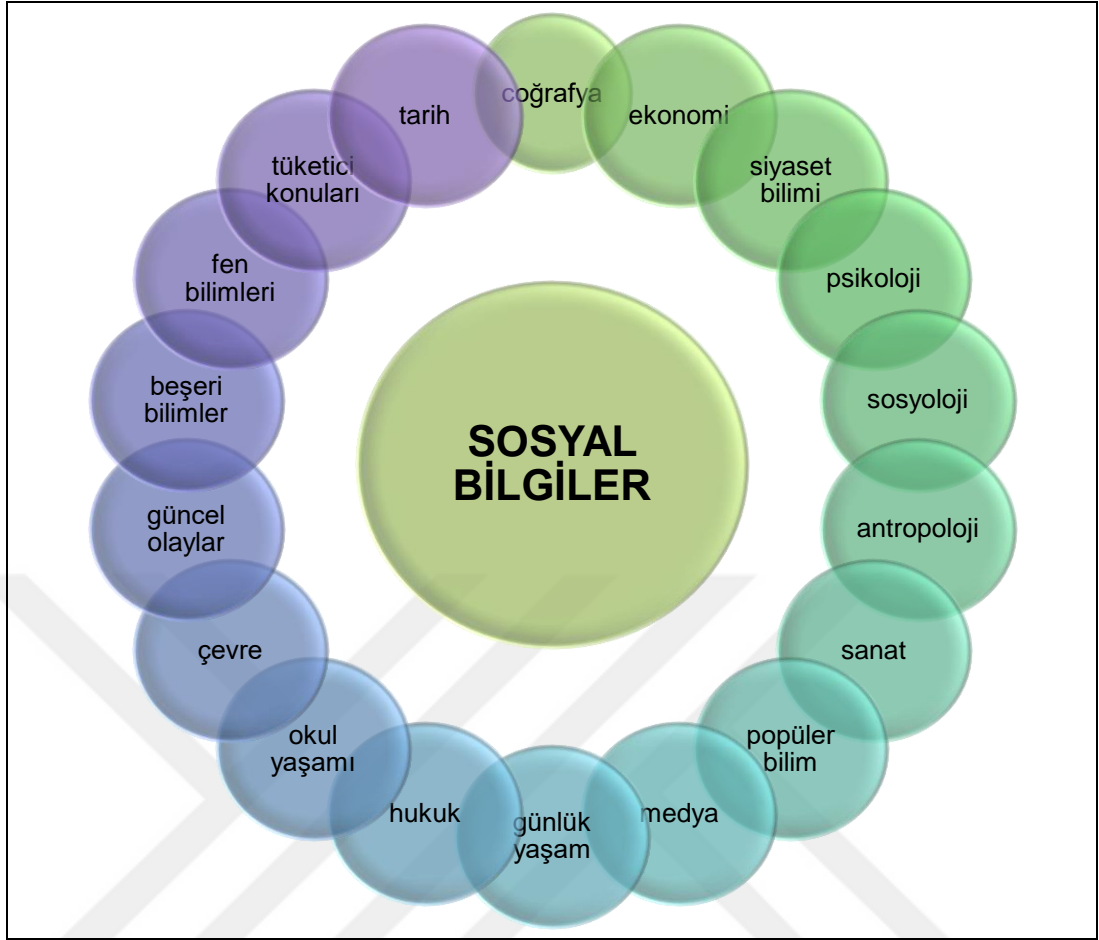 coğrafya
ekonomi
siyaset
bilimi
psikoloji
sosyoloji
antropoloji
sanat
popüler
bilim
medya
günlük
yaşam
hukuk
okul
yaşamı
çevre
güncel
olaylar
beşeri
bilimler
fen
bilimleri
tüketici
konuları
tarih
SOSYAL
BİLGİLER